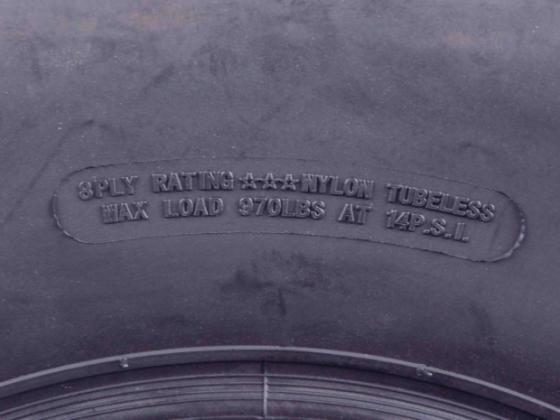 8PLY RATING☆☆☆NYLON TUBELESS
MAX LOAD 970LBS AT 14P.S.I.